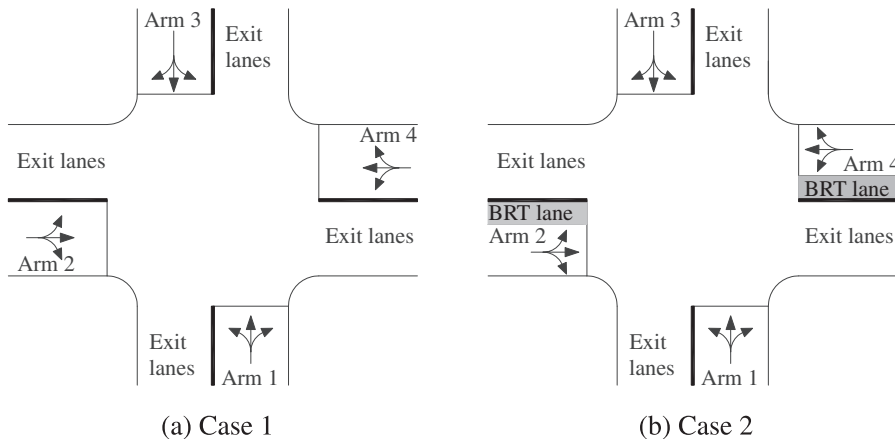 Arm 3
Exit
lanes
Arm 4
Exit lanes
Exit lanes
Arm 2
Exit
lanes
Arm 1
(a) Case 1
Arm 3
Exit
lanes
Arm 4
Exit lanes
BRT lane
BRT lane
Arm 2
Exit lanes
Exit
lanes
Arm 1
(b) Case 2